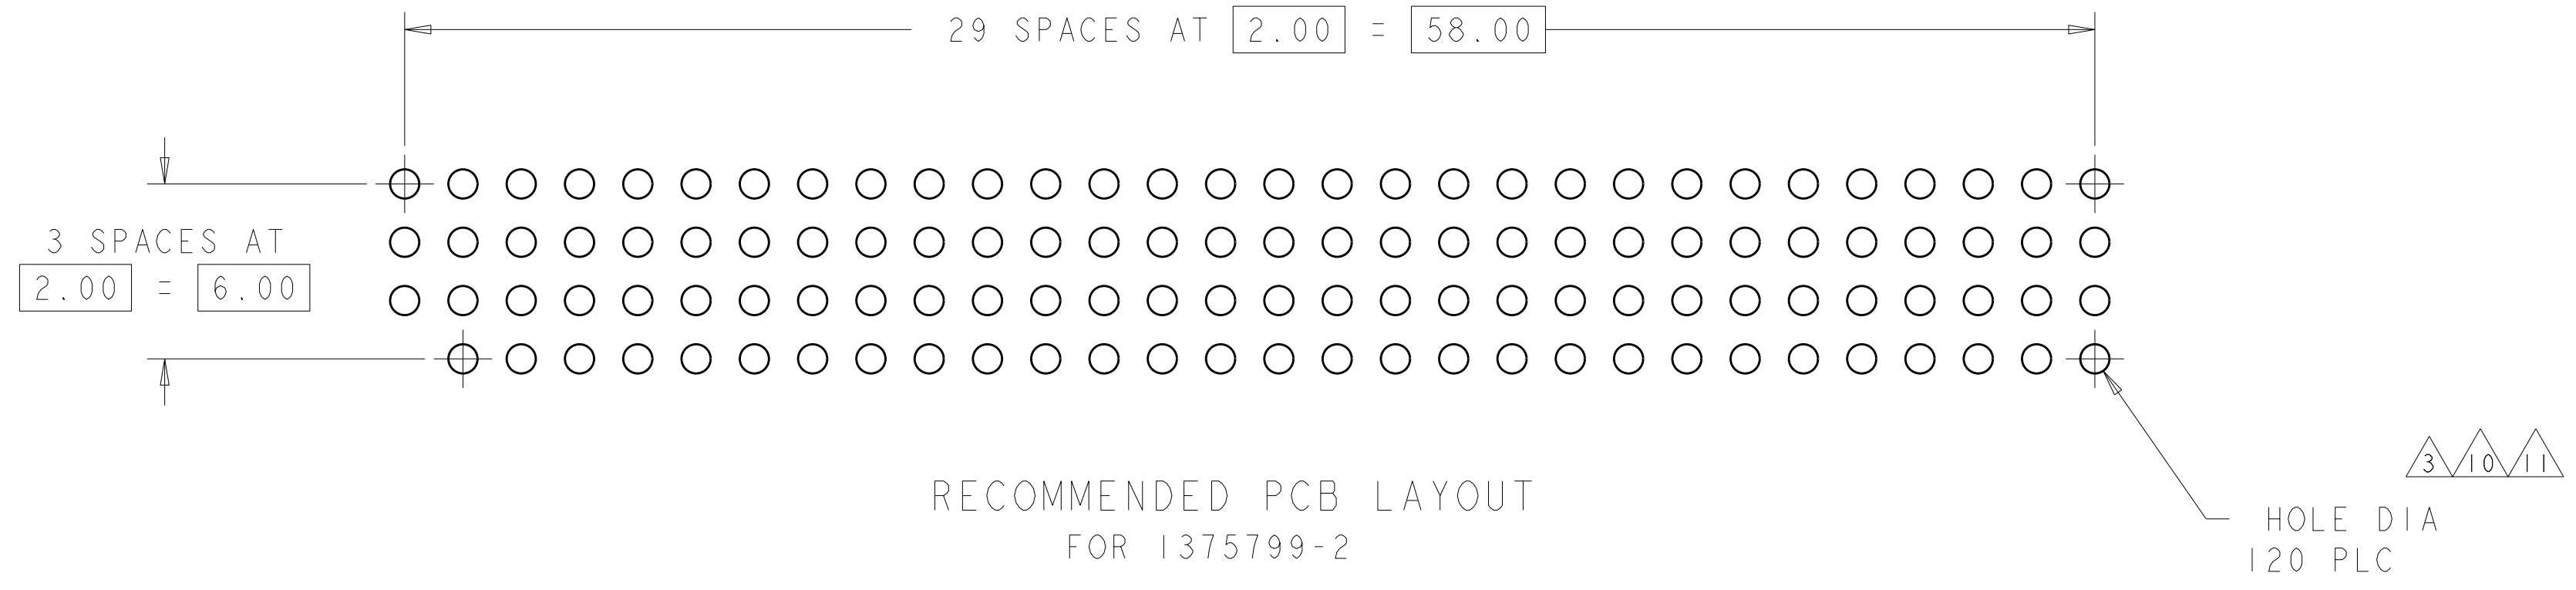 29 SPACES AT 2.00 = 58.00
3 SPACES AT
2.00 = 6.00
3 10 11
HOLE DIA
120 PLC
RECOMMENDED PCB LAYOUT
FOR 1375799-2